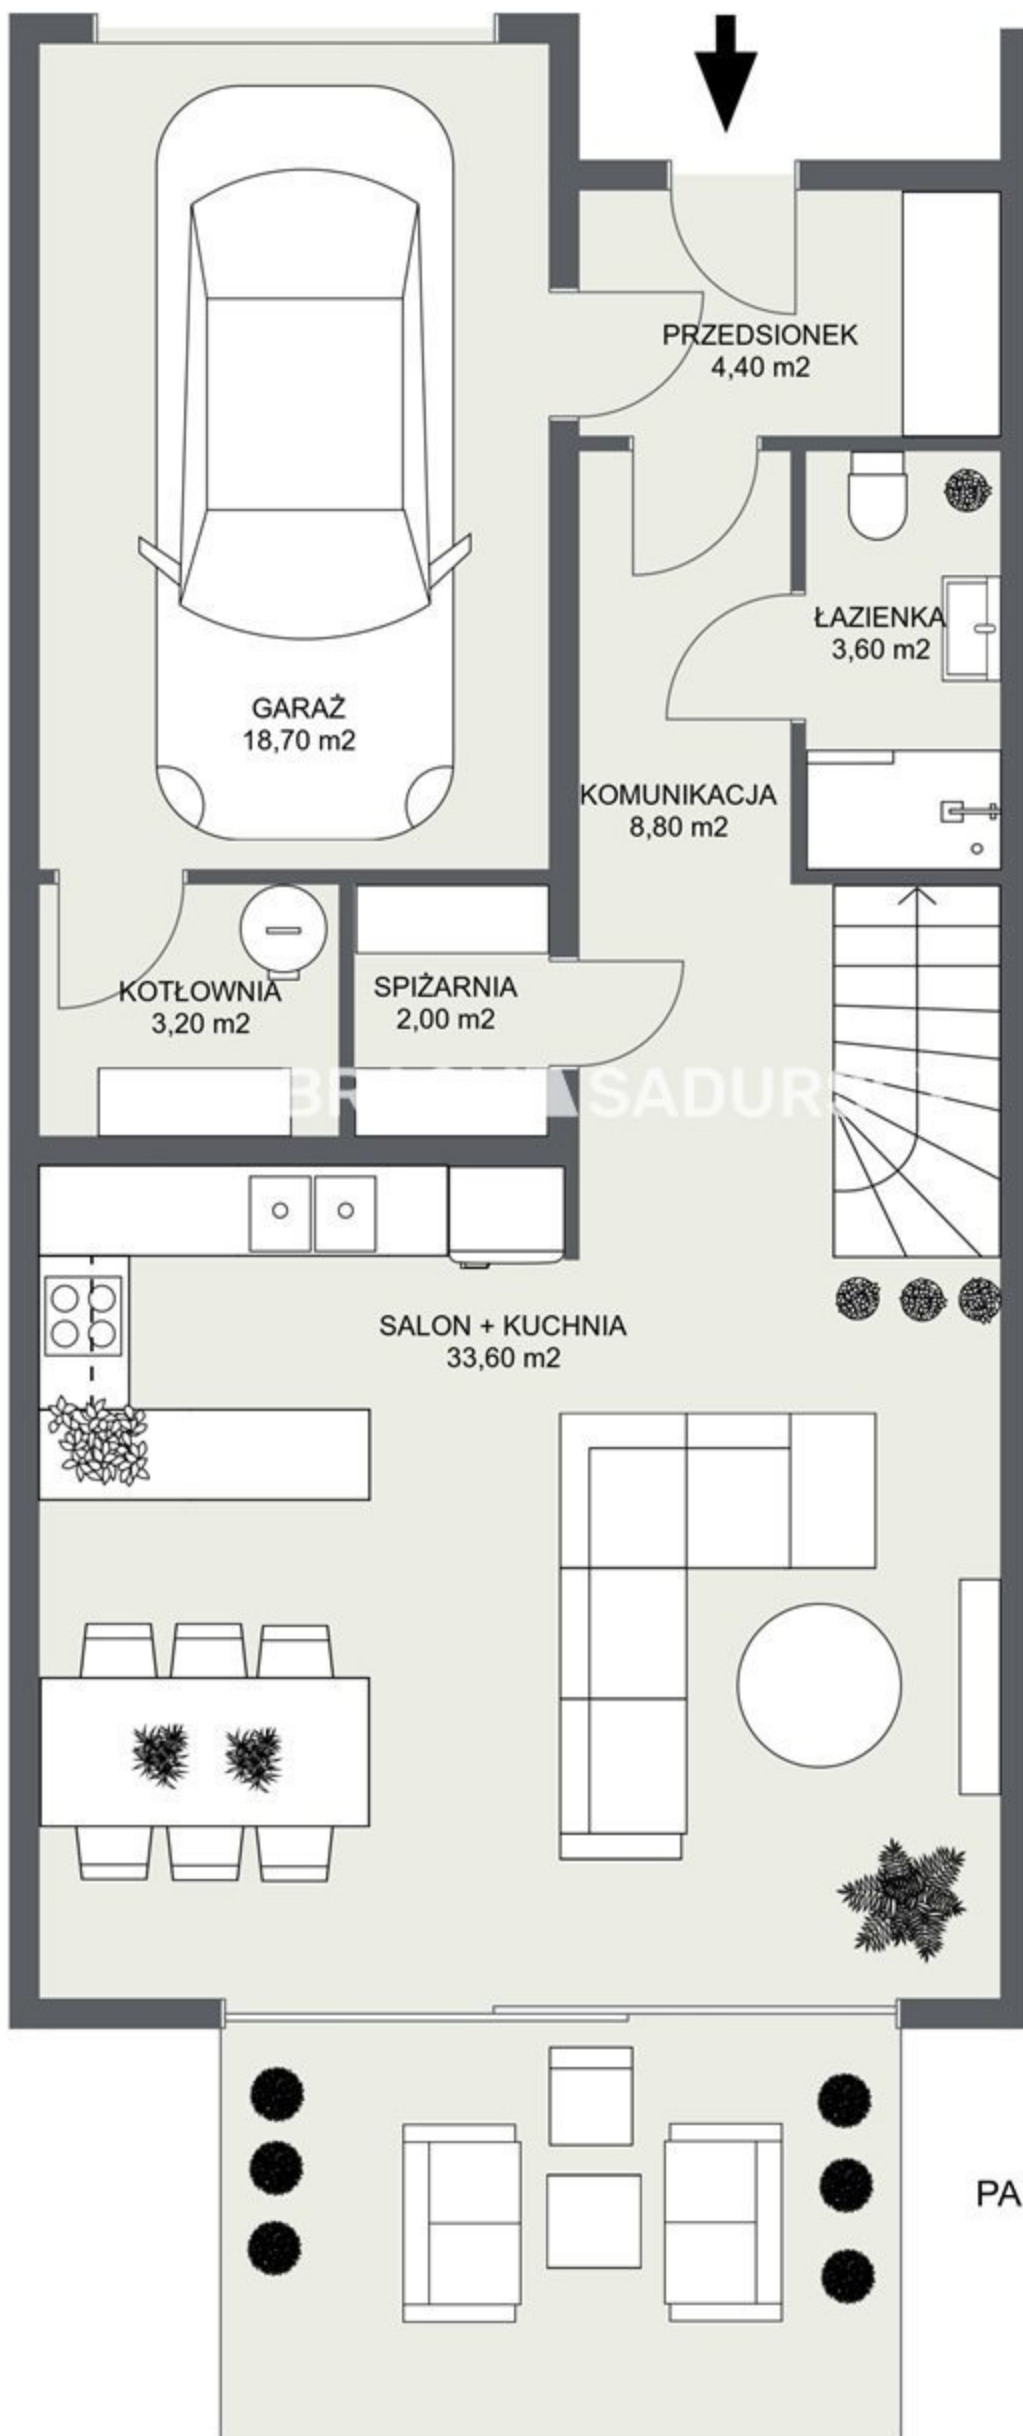 PRZEDSIONEK
4,40 m2
ŁAZIENKA
3,60 m2
GARAŻ
18,70 m2
KOMUNIKACJA
8,80 m2
KOTŁOWNIA
3,20 m2
SPIŻARNIA
2,00 m2
SALON + KUCHNIA
33,60 m2
PA